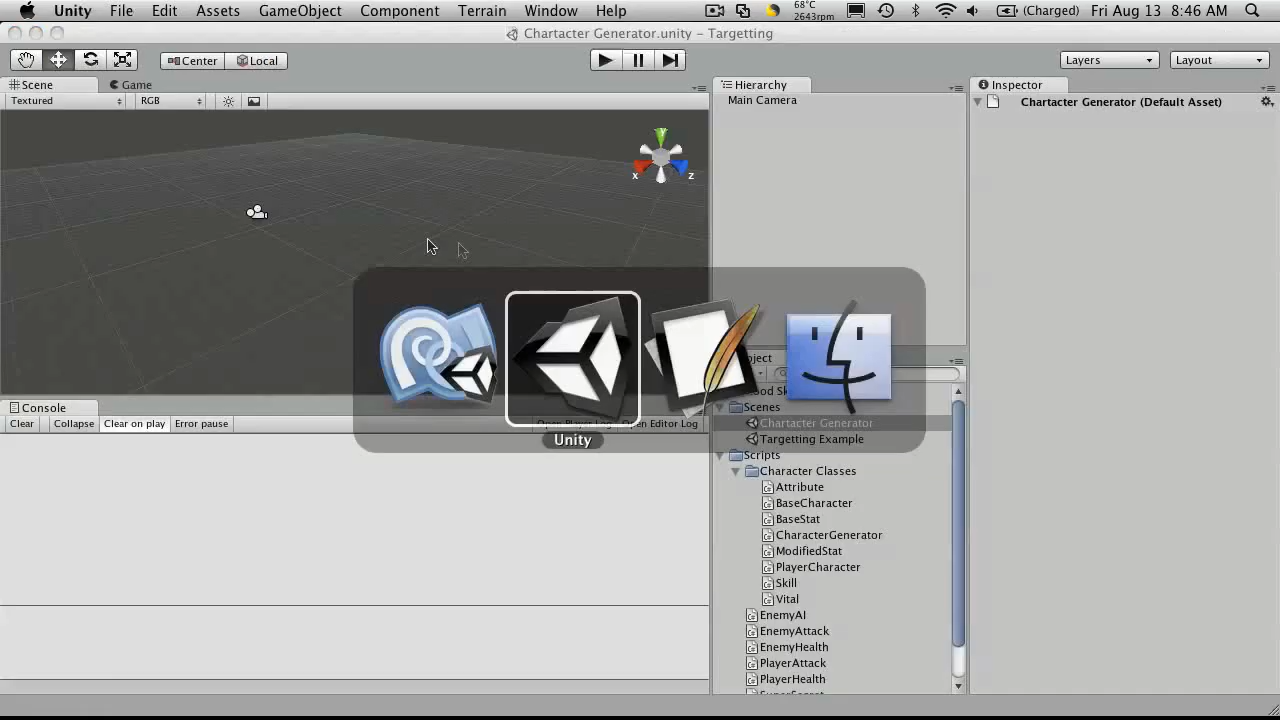 Unity File Edit Assets GameObject Component Terrain Window Help 68°C 2643rpm (Charged) Fri Aug 13 8:46 AM
Chartacter Generator.unity - Targetting
Center Local Layers Layout
Scene Game Hierarchy Inspector
Textured RGB Main Camera Chartacter Generator (Default Asset)
y
x z
Console
Clear Collapse Clear on play Error pause Open Player Log Open Editor Log
Unity
Scenes
Chartacter Generator
Targetting Example
Scripts
Character Classes
Attribute
BaseCharacter
BaseStat
CharacterGenerator
ModifiedStat
PlayerCharacter
Skill
Vital
EnemyAI
EnemyAttack
EnemyHealth
PlayerAttack
PlayerHealth